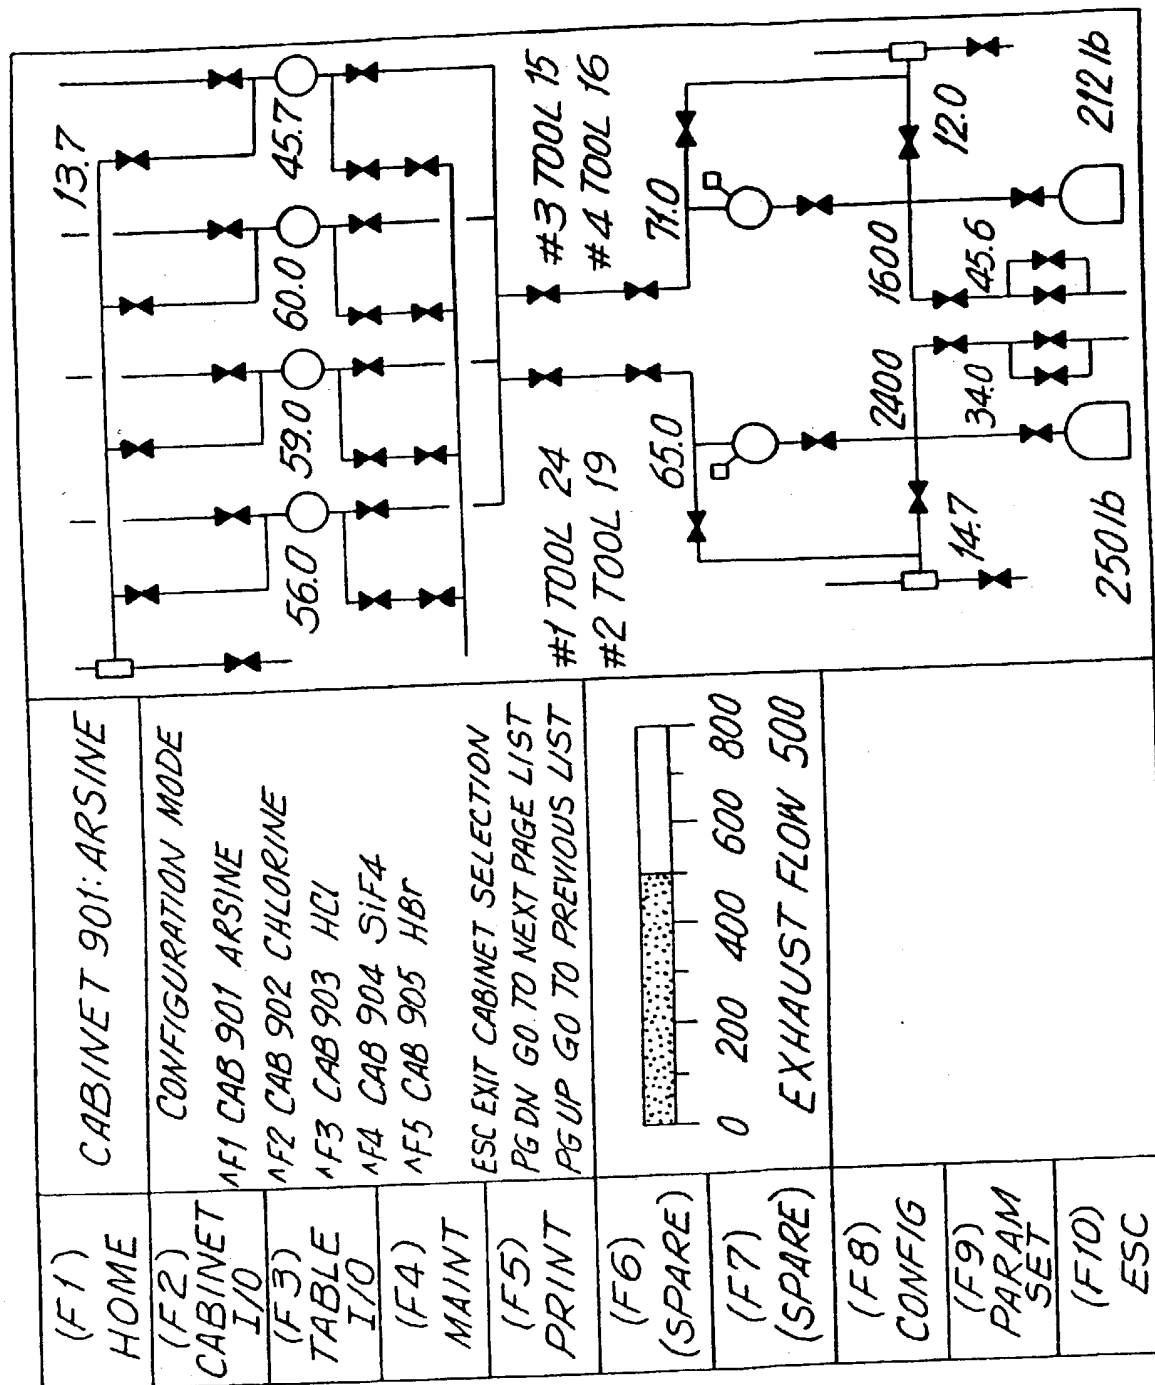 (F1)
HOME
(F2)
CABINET
I/O
(F3)
TABLE
I/O
(F4)
MAINT
(F5)
PRINT
(F6)
(SPARE)
(F7)
(SPARE)
(F8)
CONFIG
(F9)
PARAM
SET
(F10)
ESC
CABINET 901: ARSINE
CONFIGURATION MODE
^F1 CAB 901 ARSINE
^F2 CAB 902 CHLORINE
^F3 CAB 903 HCl
^F4 CAB 904 SiF4
^F5 CAB 905 HBr
ESC EXIT CABINET SELECTION
PG DN GO TO NEXT PAGE LIST
PG UP GO TO PREVIOUS LIST
0 200 400 600 800
EXHAUST FLOW 500
13.7
56.0 59.0 60.0 45.7
#1 TOOL 24
#2 TOOL 19
#3 TOOL 15
#4 TOOL 16
65.0 71.0
2400 1600
14.7 34.0 45.6 12.0
250 lb 212 lb